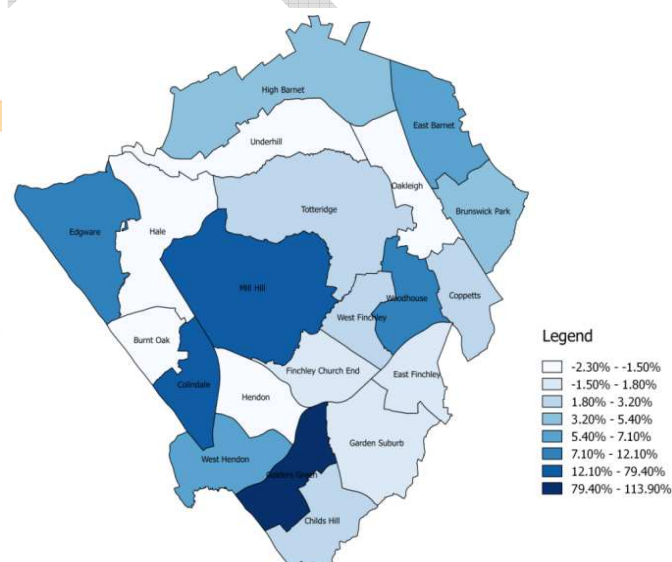 High Barnet
East Barnet
Underhill
Oakleigh
Totteridge
Brunswick Park
Edgware
Hale
Mill Hill
Woodhouse
Coppetts
West Finchley
Burnt Oak
Finchley Church End
East Finchley
Colindale
Hendon
Garden Suburb
West Hendon
Golders Green
Childs Hill
Legend
-2.30% - -1.50%
-1.50% - 1.80%
1.80% - 3.20%
3.20% - 5.40%
5.40% - 7.10%
7.10% - 12.10%
12.10% - 79.40%
79.40% - 113.90%